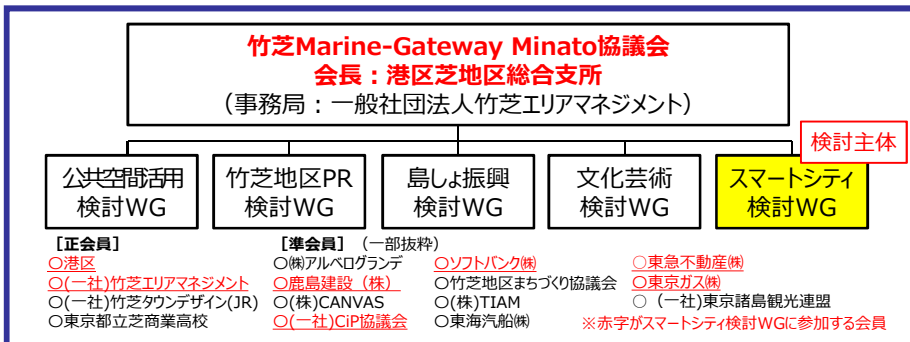 竹芝Marine-Gateway Minato協議会
会長：港区芝地区総合支所
（事務局：一般社団法人竹芝エリアマネジメント）
検討主体
公共空間活用
検討WG
竹芝地区PR
検討WG
島しょ振興
検討WG
文化芸術
検討WG
スマートシティ
検討WG
［正会員］
○港区
○(一社)竹芝エリアマネジメント
○(一社)竹芝タウンデザイン(JR)
○東京都立芝商業高校
［準会員］（一部抜粋）
○㈱アルベログランデ
○鹿島建設（株）
○(株)CANVAS
○(一社)CiP協議会
○ソフトバンク㈱
○竹芝地区まちづくり協議会
○(株)TIAM
○東海汽船㈱
○東急不動産㈱
○東京ガス㈱
○（一社)東京諸島観光連盟
※赤字がスマートシティ検討WGに参加する会員